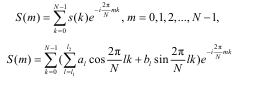 S(m) = \sum_{k=0}^{N-1} s(k) e^{-i\frac{2\pi}{N}mk}, m = 0,1,2,..., N-1,
S(m) = \sum_{k=0}^{N-1} (\sum_{l=l_1}^{l_2} a_l \cos \frac{2\pi}{N} lk + b_l \sin \frac{2\pi}{N} lk) e^{-i\frac{2\pi}{N}mk}